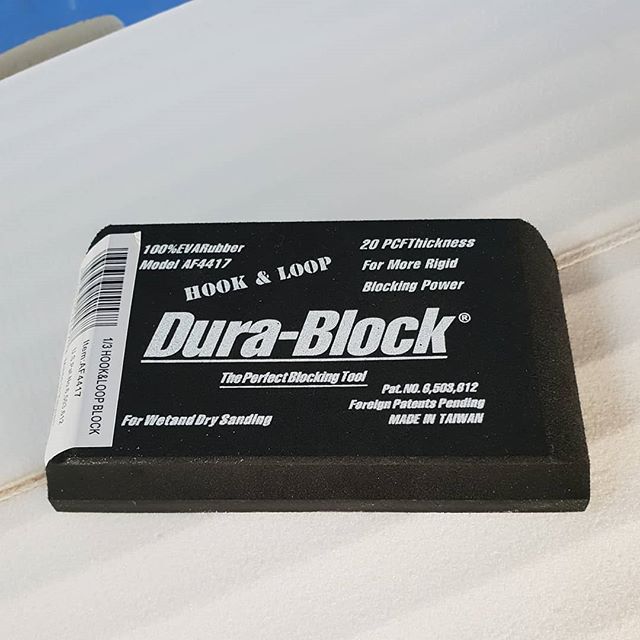 100%EVARubber
Model AF4417
20 PCFThickness
For More Rigid
Blocking Power
HOOK & LOOP
Dura-Block®
The Perfect Blocking Tool
Pat.NO. 6,503,612
Foreign Patents Pending
MADE IN TAIWAN
For Wetand Dry Sanding
1/3 HOOK&LOOP BLOCK
Item: AF4417